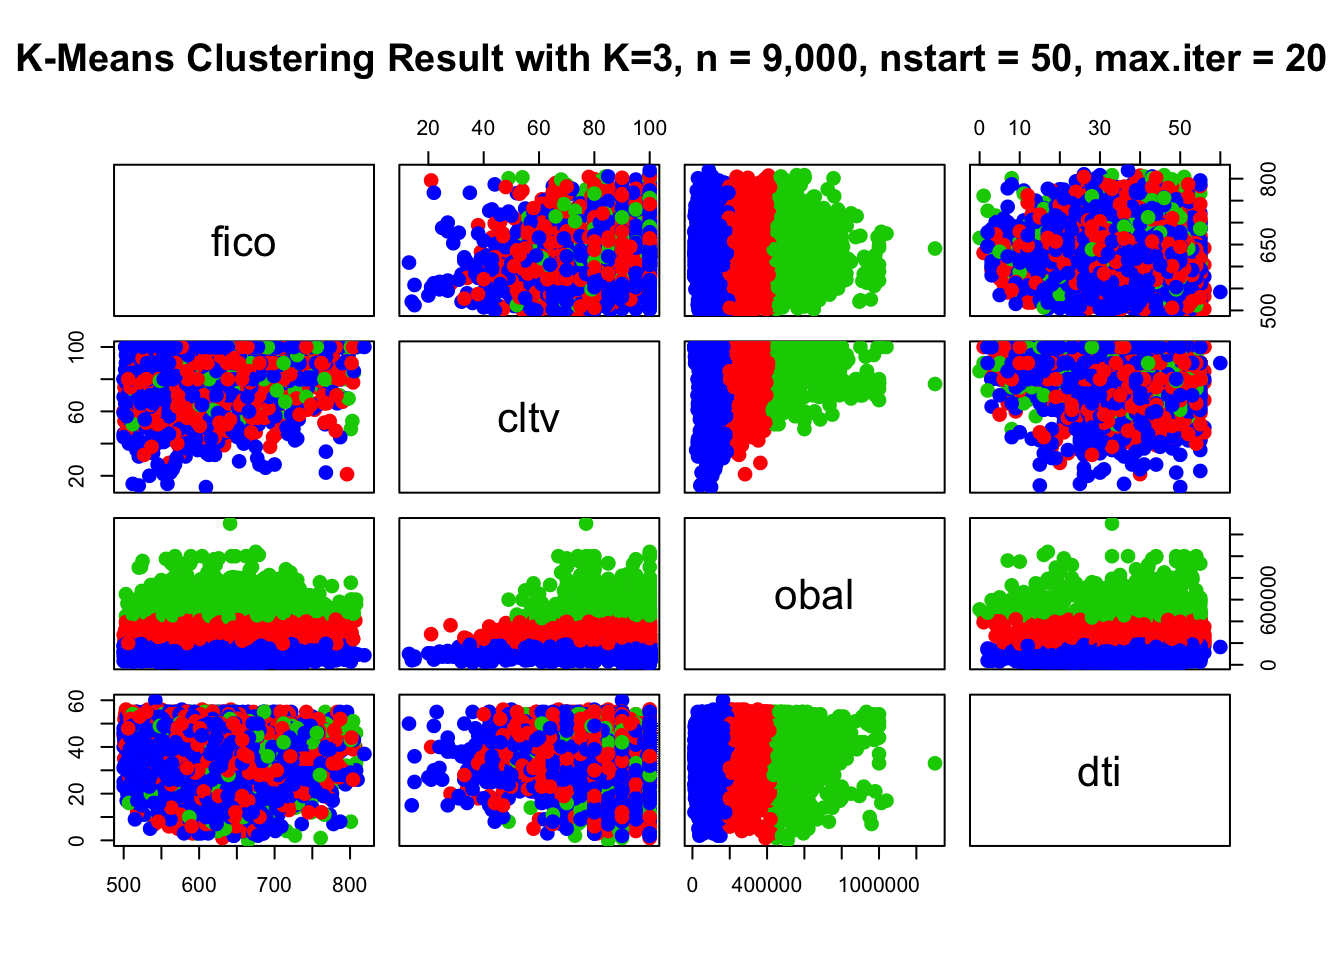 K-Means Clustering Result with K=3, n = 9,000, nstart = 50, max.iter = 20
20 40 60 80 100
0 10 30 50
fico
500 650 800
20 60 100
cltv
obal
0 600000
0 20 40 60
dti
500 600 700 800
0 400000 1000000